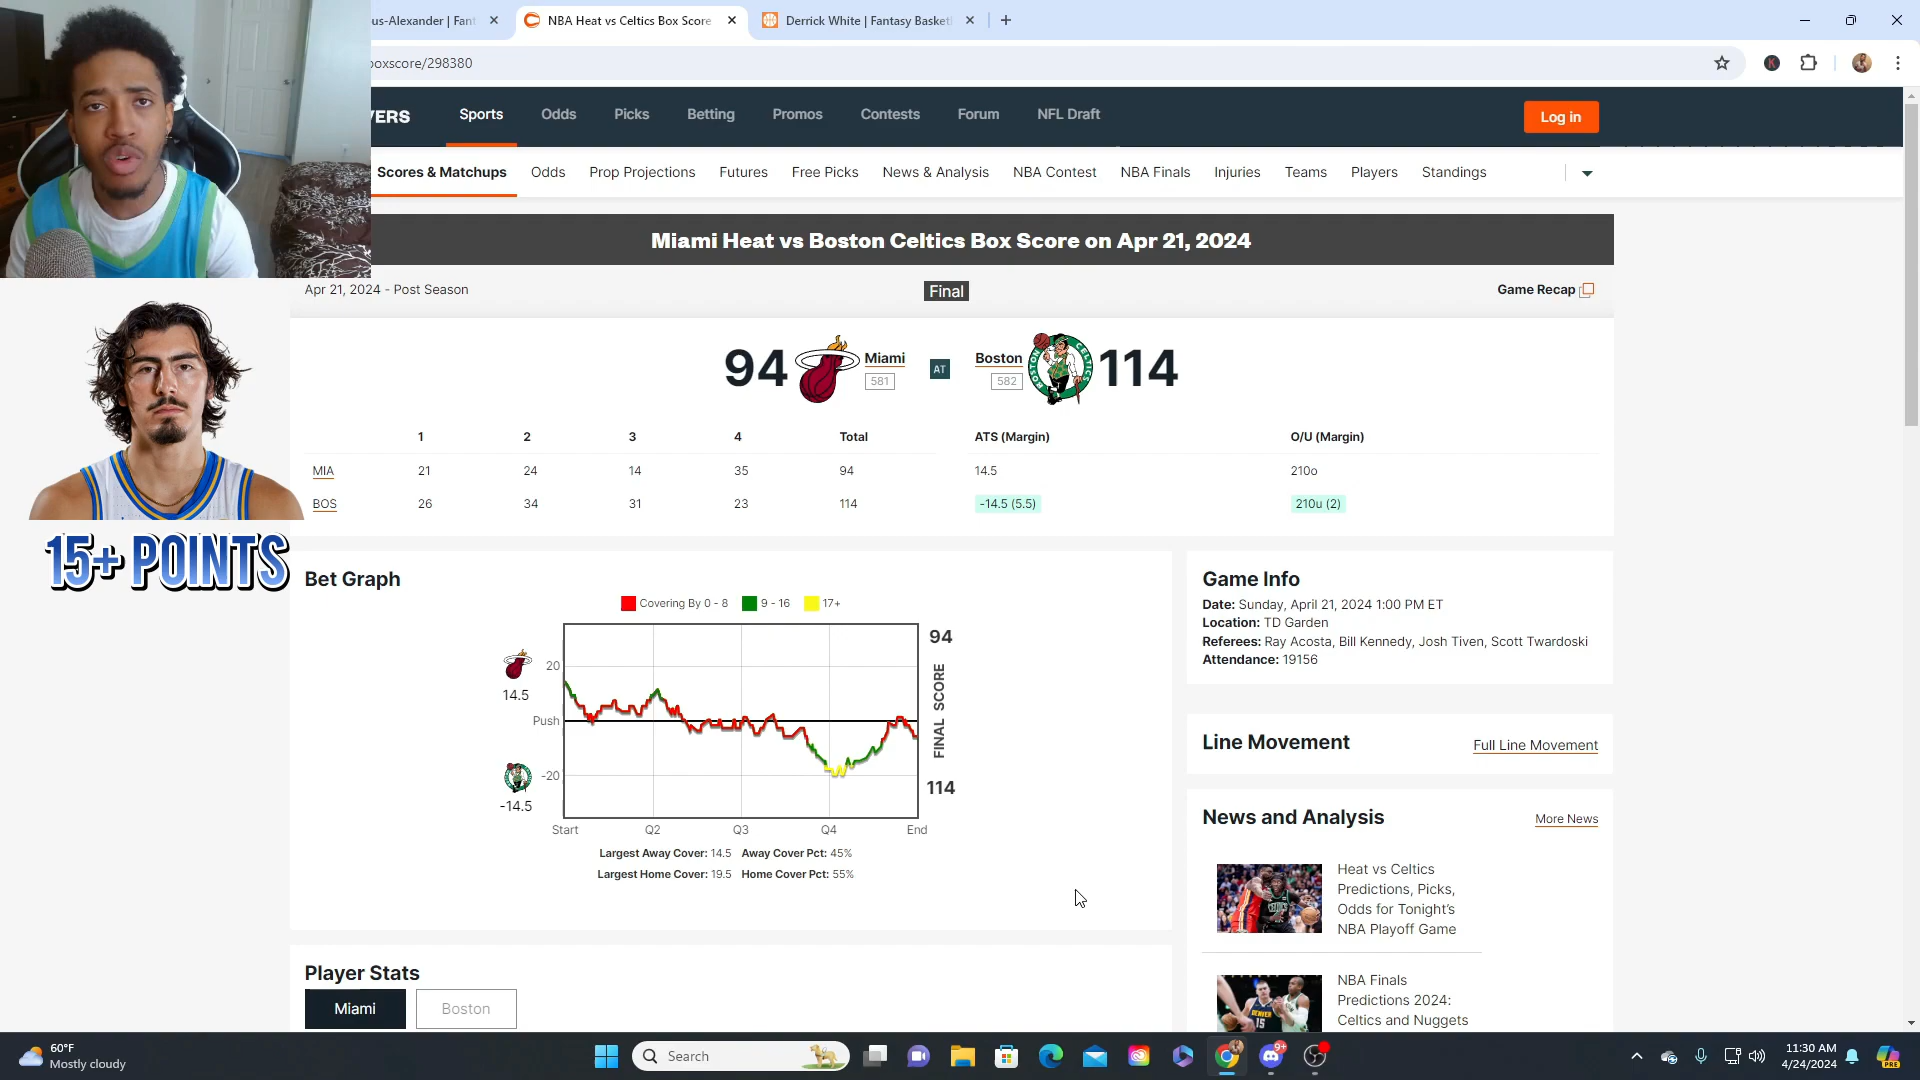 us-Alexander | Fant
NBA Heat vs Celtics Box Score
Derrick White | Fantasy Basket
oxscore/298380
K
VERS
Sports
Odds
Picks
Betting
Promos
Contests
Forum
NFL Draft
Log in
Scores & Matchups
Odds
Prop Projections
Futures
Free Picks
News & Analysis
NBA Contest
NBA Finals
Injuries
Teams
Players
Standings
Miami Heat vs Boston Celtics Box Score on Apr 21, 2024
Apr 21, 2024 - Post Season
Final
Game Recap
94 Miami 581 AT Boston 582 114
1 2 3 4 Total ATS (Margin) O/U (Margin)
MIA 21 24 14 35 94 14.5 210o
BOS 26 34 31 23 114 -14.5 (5.5) 210u (2)
15+ POINTS
Bet Graph
Covering By 0 - 8 9 - 16 17+
14.5
-14.5
20
Push
-20
Start Q2 Q3 Q4 End
94
FINAL SCORE
114
Largest Away Cover: 14.5 Away Cover Pct: 45%
Largest Home Cover: 19.5 Home Cover Pct: 55%
Game Info
Date: Sunday, April 21, 2024 1:00 PM ET
Location: TD Garden
Referees: Ray Acosta, Bill Kennedy, Josh Tiven, Scott Twardoski
Attendance: 19156
Line Movement
Full Line Movement
News and Analysis
More News
Heat vs Celtics
Predictions, Picks,
Odds for Tonight's
NBA Playoff Game
NBA Finals
Predictions 2024:
Celtics and Nuggets
Player Stats
Miami
Boston
60°F
Mostly cloudy
Search
9+
11:30 AM
4/24/2024
PRE